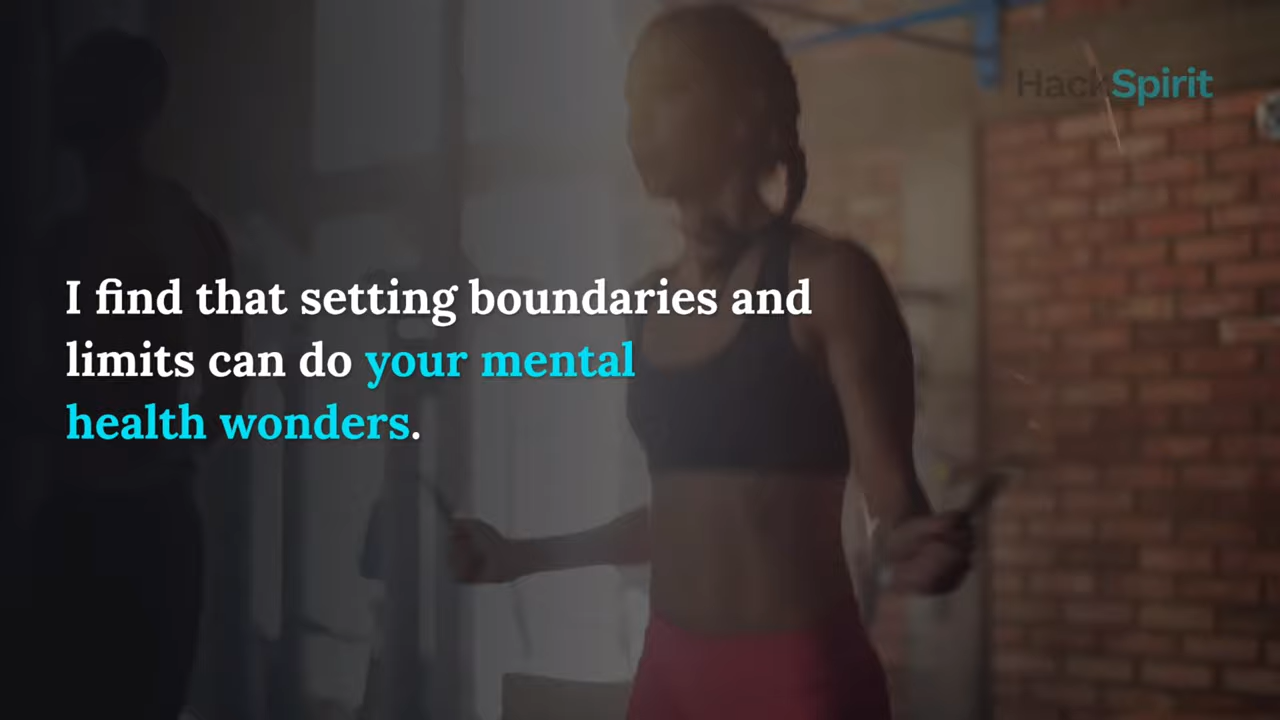 HackSpirit
I find that setting boundaries and
limits can do your mental
health wonders.